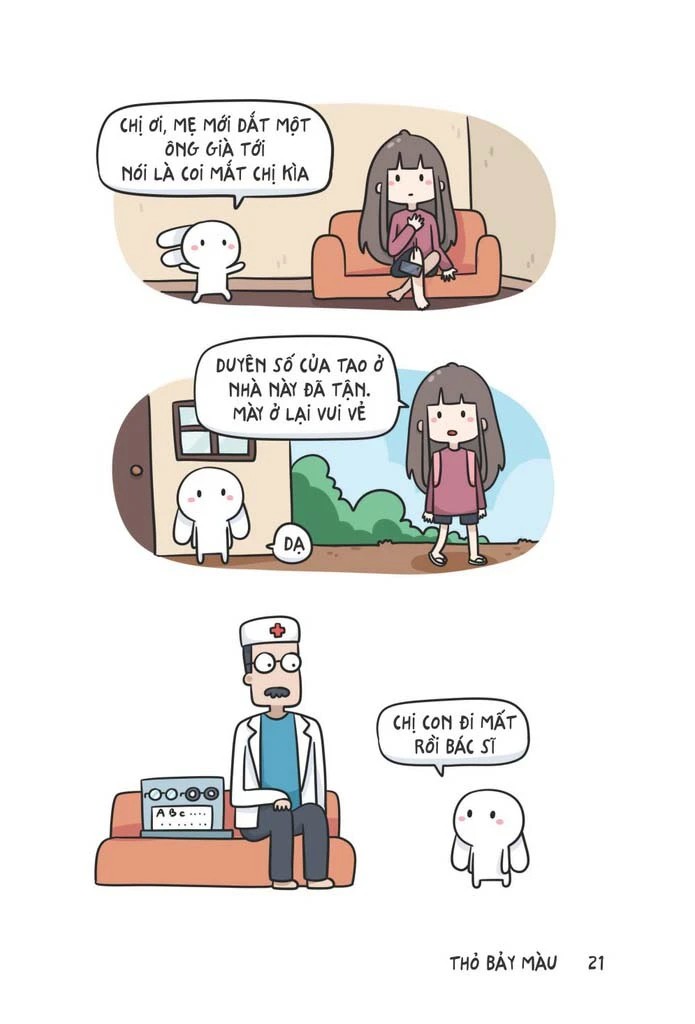 CHỊ ƠI, MẸ MỚI DẮT MỘT
ÔNG GIÀ TỚI
NÓI LÀ COI MẮT CHỊ KÌA
DUYÊN SỐ CỦA TAO Ở
NHÀ NÀY ĐÃ TẬN.
MÀY Ở LẠI VUI VẺ
DẠ
CHỊ CON ĐI MẤT
RỒI BÁC SĨ
ABc
THỎ BẢY MÀU 21